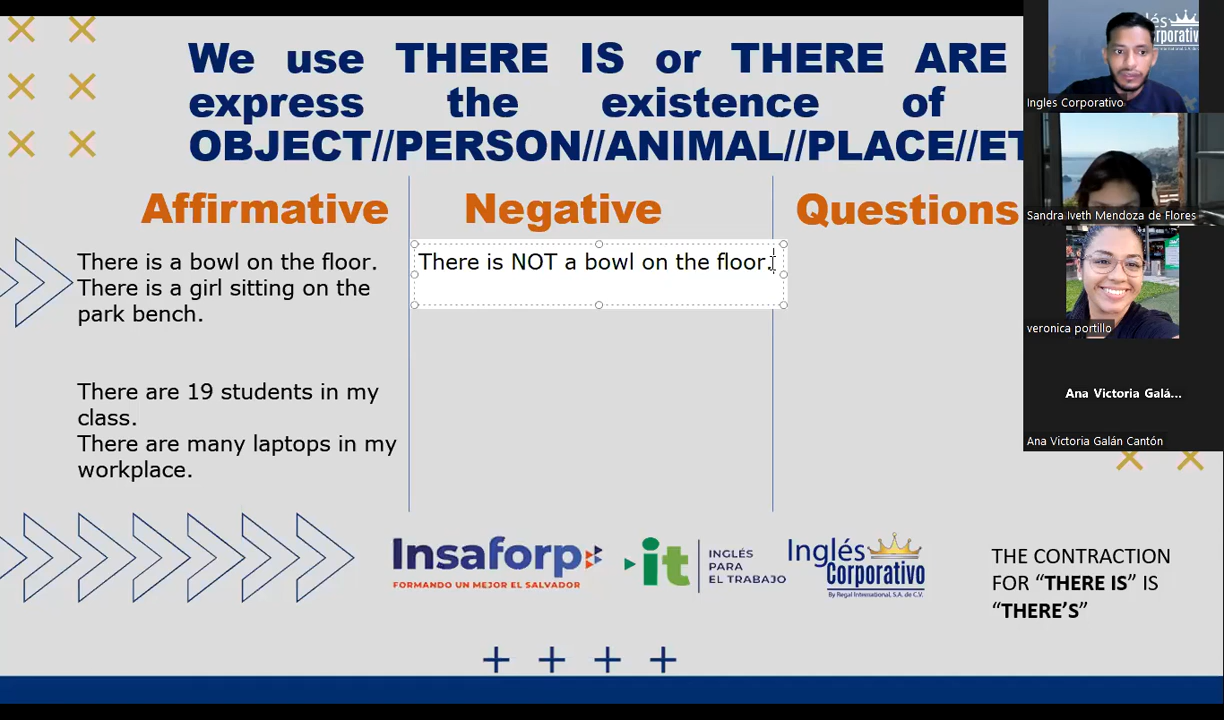 We use THERE IS or THERE ARE
express the existence of
OBJECT//PERSON//ANIMAL//PLACE//ET
Affirmative
Negative
Questions
There is a bowl on the floor.
There is a girl sitting on the
park bench.
There are 19 students in my
class.
There are many laptops in my
workplace.
There is NOT a bowl on the floor.
Insaforp
FORMANDO UN MEJOR EL SALVADOR
it
INGLÉS
PARA
EL TRABAJO
Inglés
Corporativo
By Regal International, S.A. de C.V.
THE CONTRACTION
FOR “THERE IS” IS
“THERE’S”
Corporativo
Ingles Corporativo
Sandra Iveth Mendoza de Flores
veronica portillo
Ana Victoria Galá...
Ana Victoria Galán Cantón